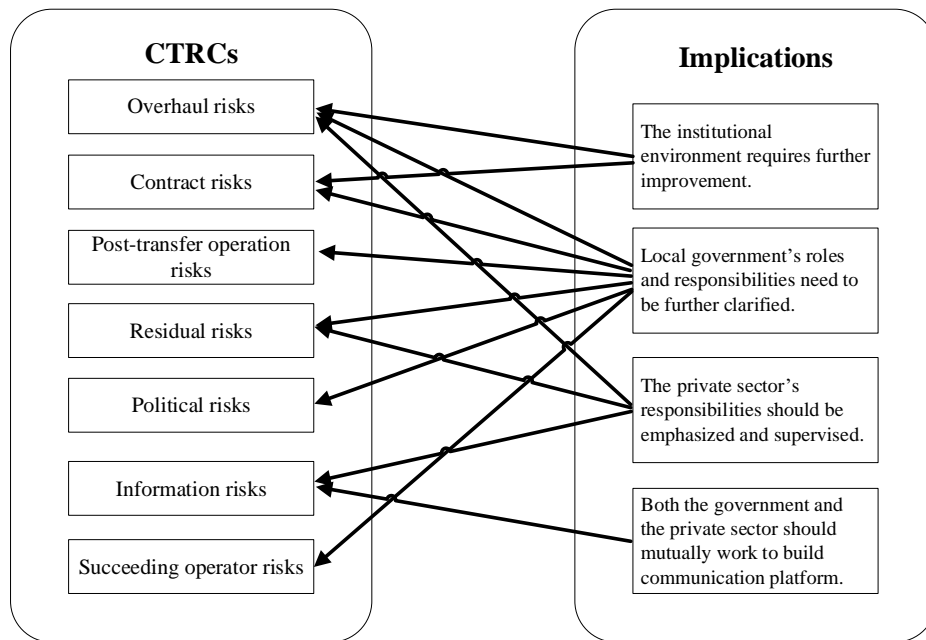 CTRCs
Overhaul risks
Contract risks
Post-transfer operation
risks
Residual risks
Political risks
Information risks
Succeeding operator risks
Implications
The institutional
environment requires further
improvement.
Local government’s roles
and responsibilities need to
be further clarified.
The private sector’s
responsibilities should be
emphasized and supervised.
Both the government and
the private sector should
mutually work to build
communication platform.